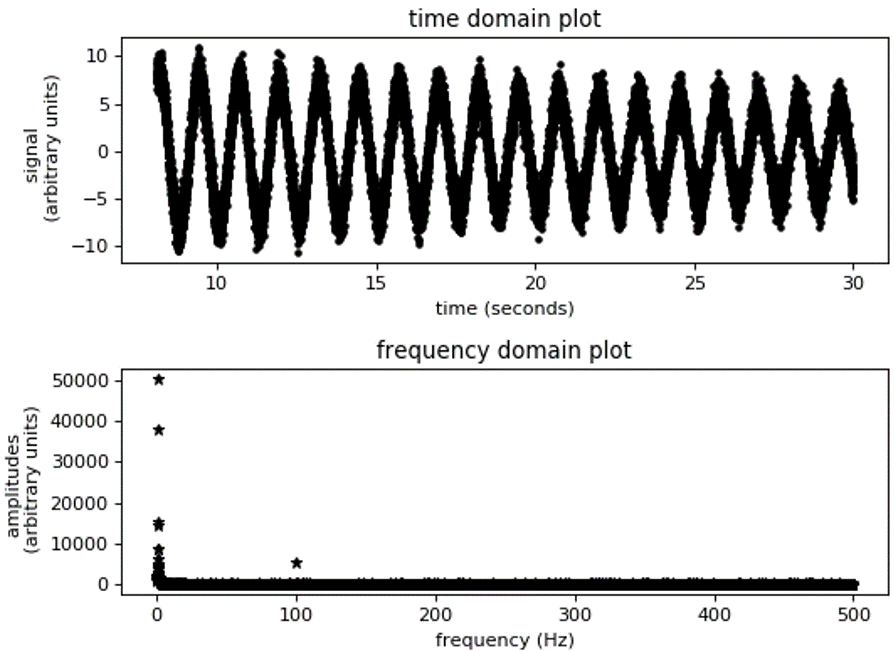 time domain plot
10
5
0
−5
−10
signal
(arbitrary units)
10 15 20 25 30
time (seconds)
frequency domain plot
50000
40000
30000
20000
10000
0
amplitudes
(arbitrary units)
0 100 200 300 400 500
frequency (Hz)